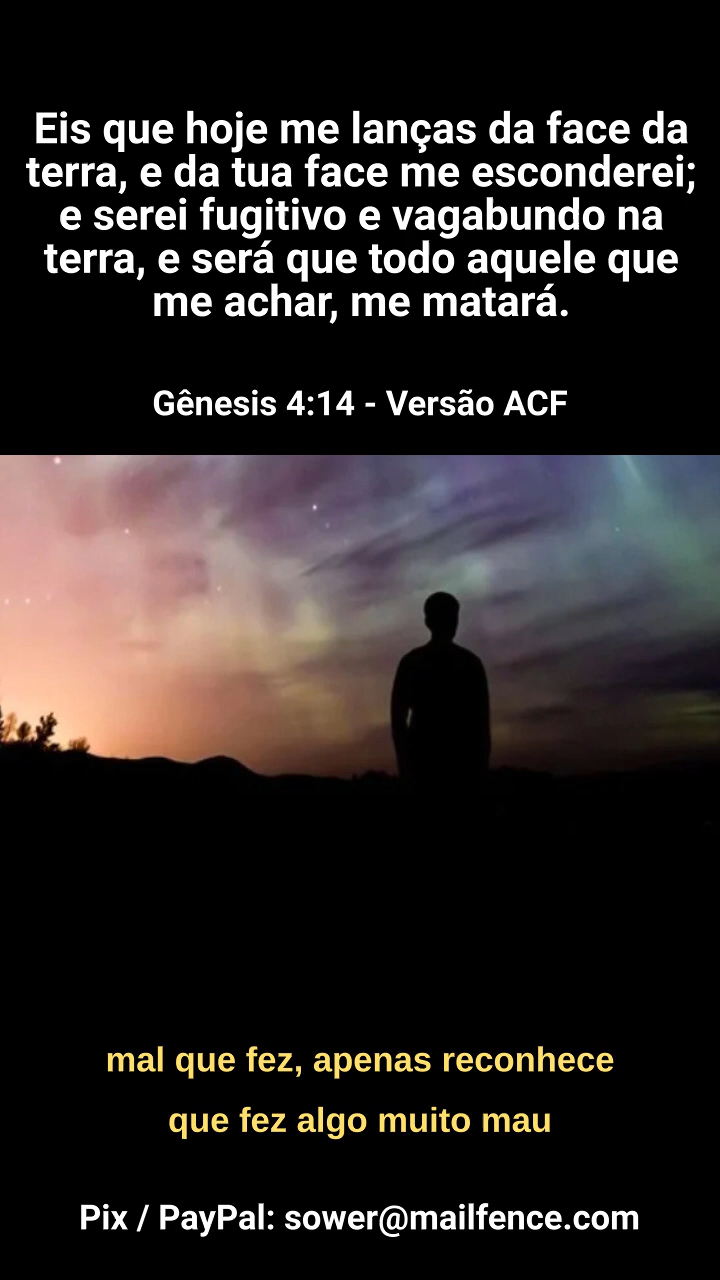 Eis que hoje me lanças da face da
terra, e da tua face me esconderei;
e serei fugitivo e vagabundo na
terra, e será que todo aquele que
me achar, me matará.
Gênesis 4:14 - Versão ACF
mal que fez, apenas reconhece
que fez algo muito mau
Pix / PayPal: sower@mailfence.com